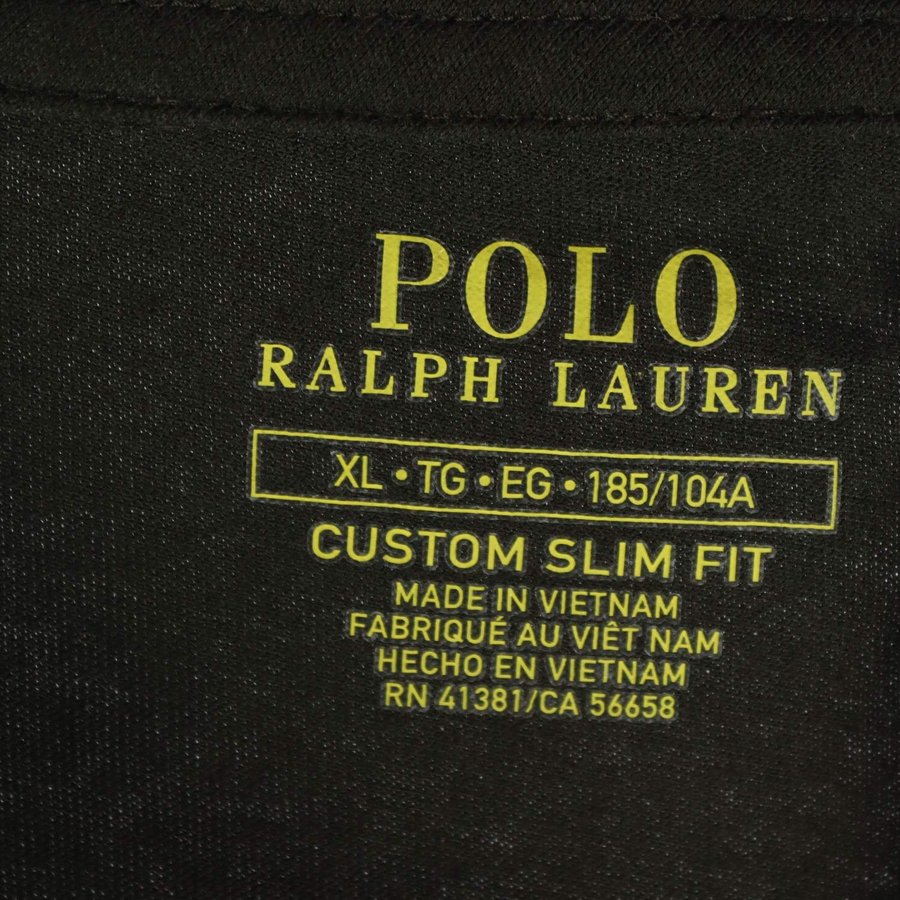 POLO
RALPH LAUREN
XL • TG • EG • 185/104A
CUSTOM SLIM FIT
MADE IN VIETNAM
FABRIQUÉ AU VIÊT NAM
HECHO EN VIETNAM
RN 41381/CA 56658